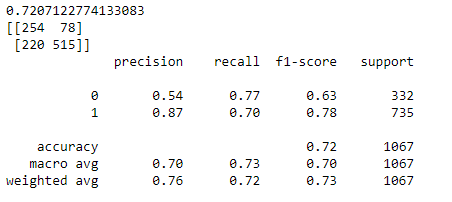 0.7207122774133083
[[254  78]
 [220 515]]
              precision    recall  f1-score   support

           0       0.54      0.77      0.63       332
           1       0.87      0.70      0.78       735

    accuracy                           0.72      1067
   macro avg       0.70      0.73      0.70      1067
weighted avg       0.76      0.72      0.73      1067